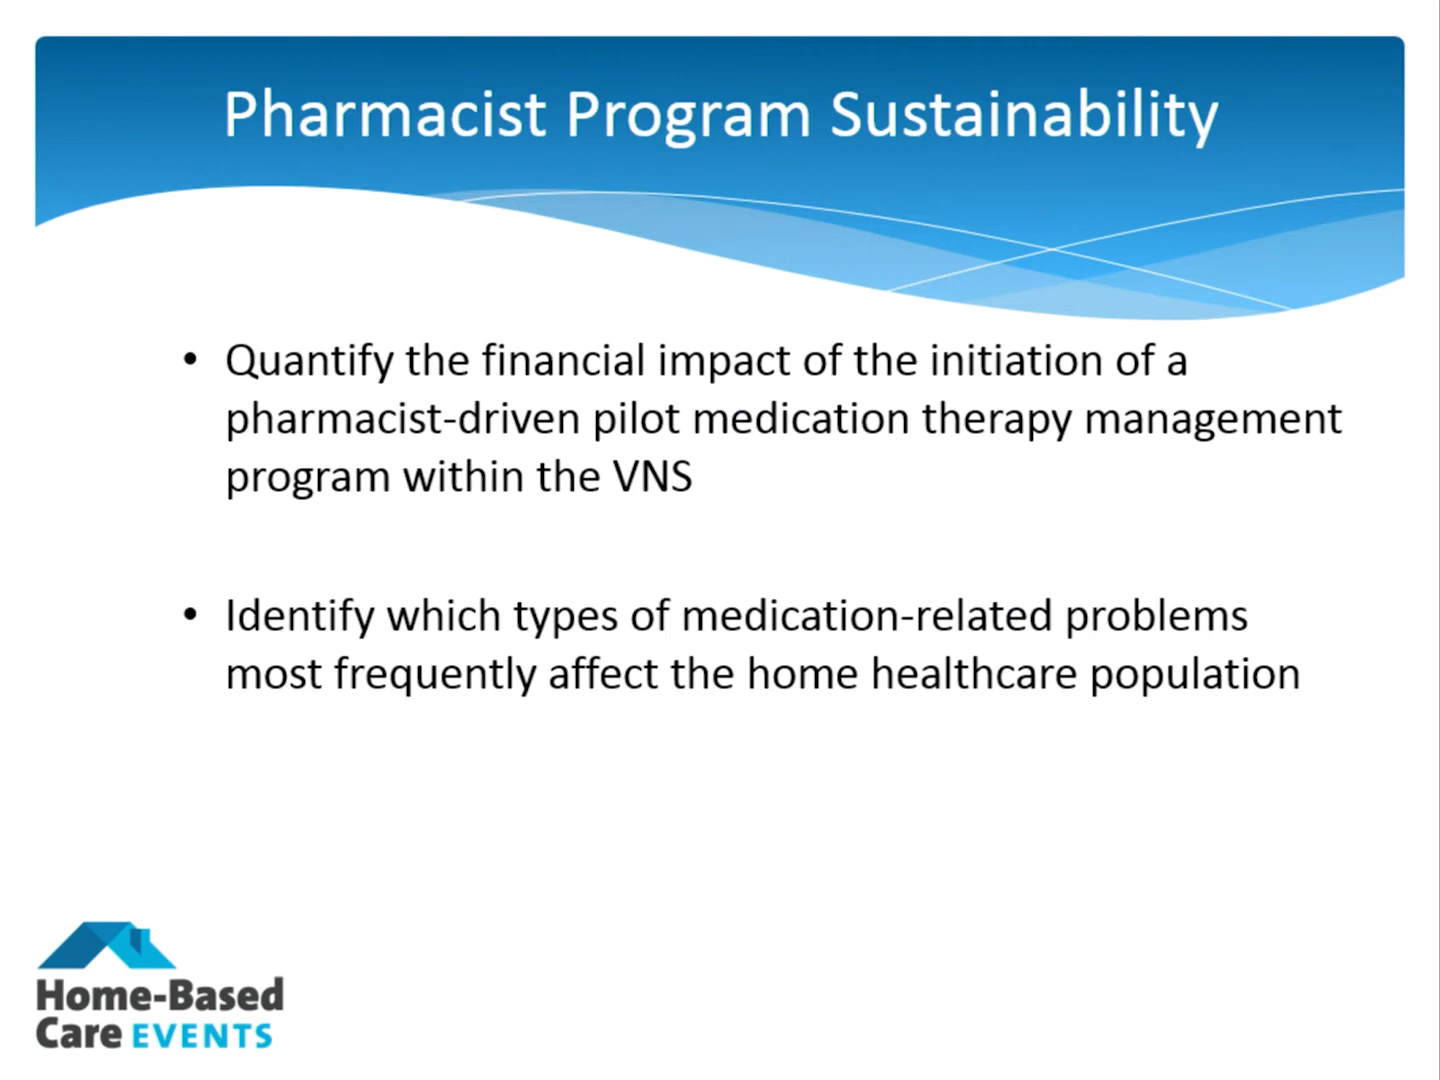 Pharmacist Program Sustainability
• Quantify the financial impact of the initiation of a
pharmacist-driven pilot medication therapy management
program within the VNS
• Identify which types of medication-related problems
most frequently affect the home healthcare population
Home-Based
Care EVENTS